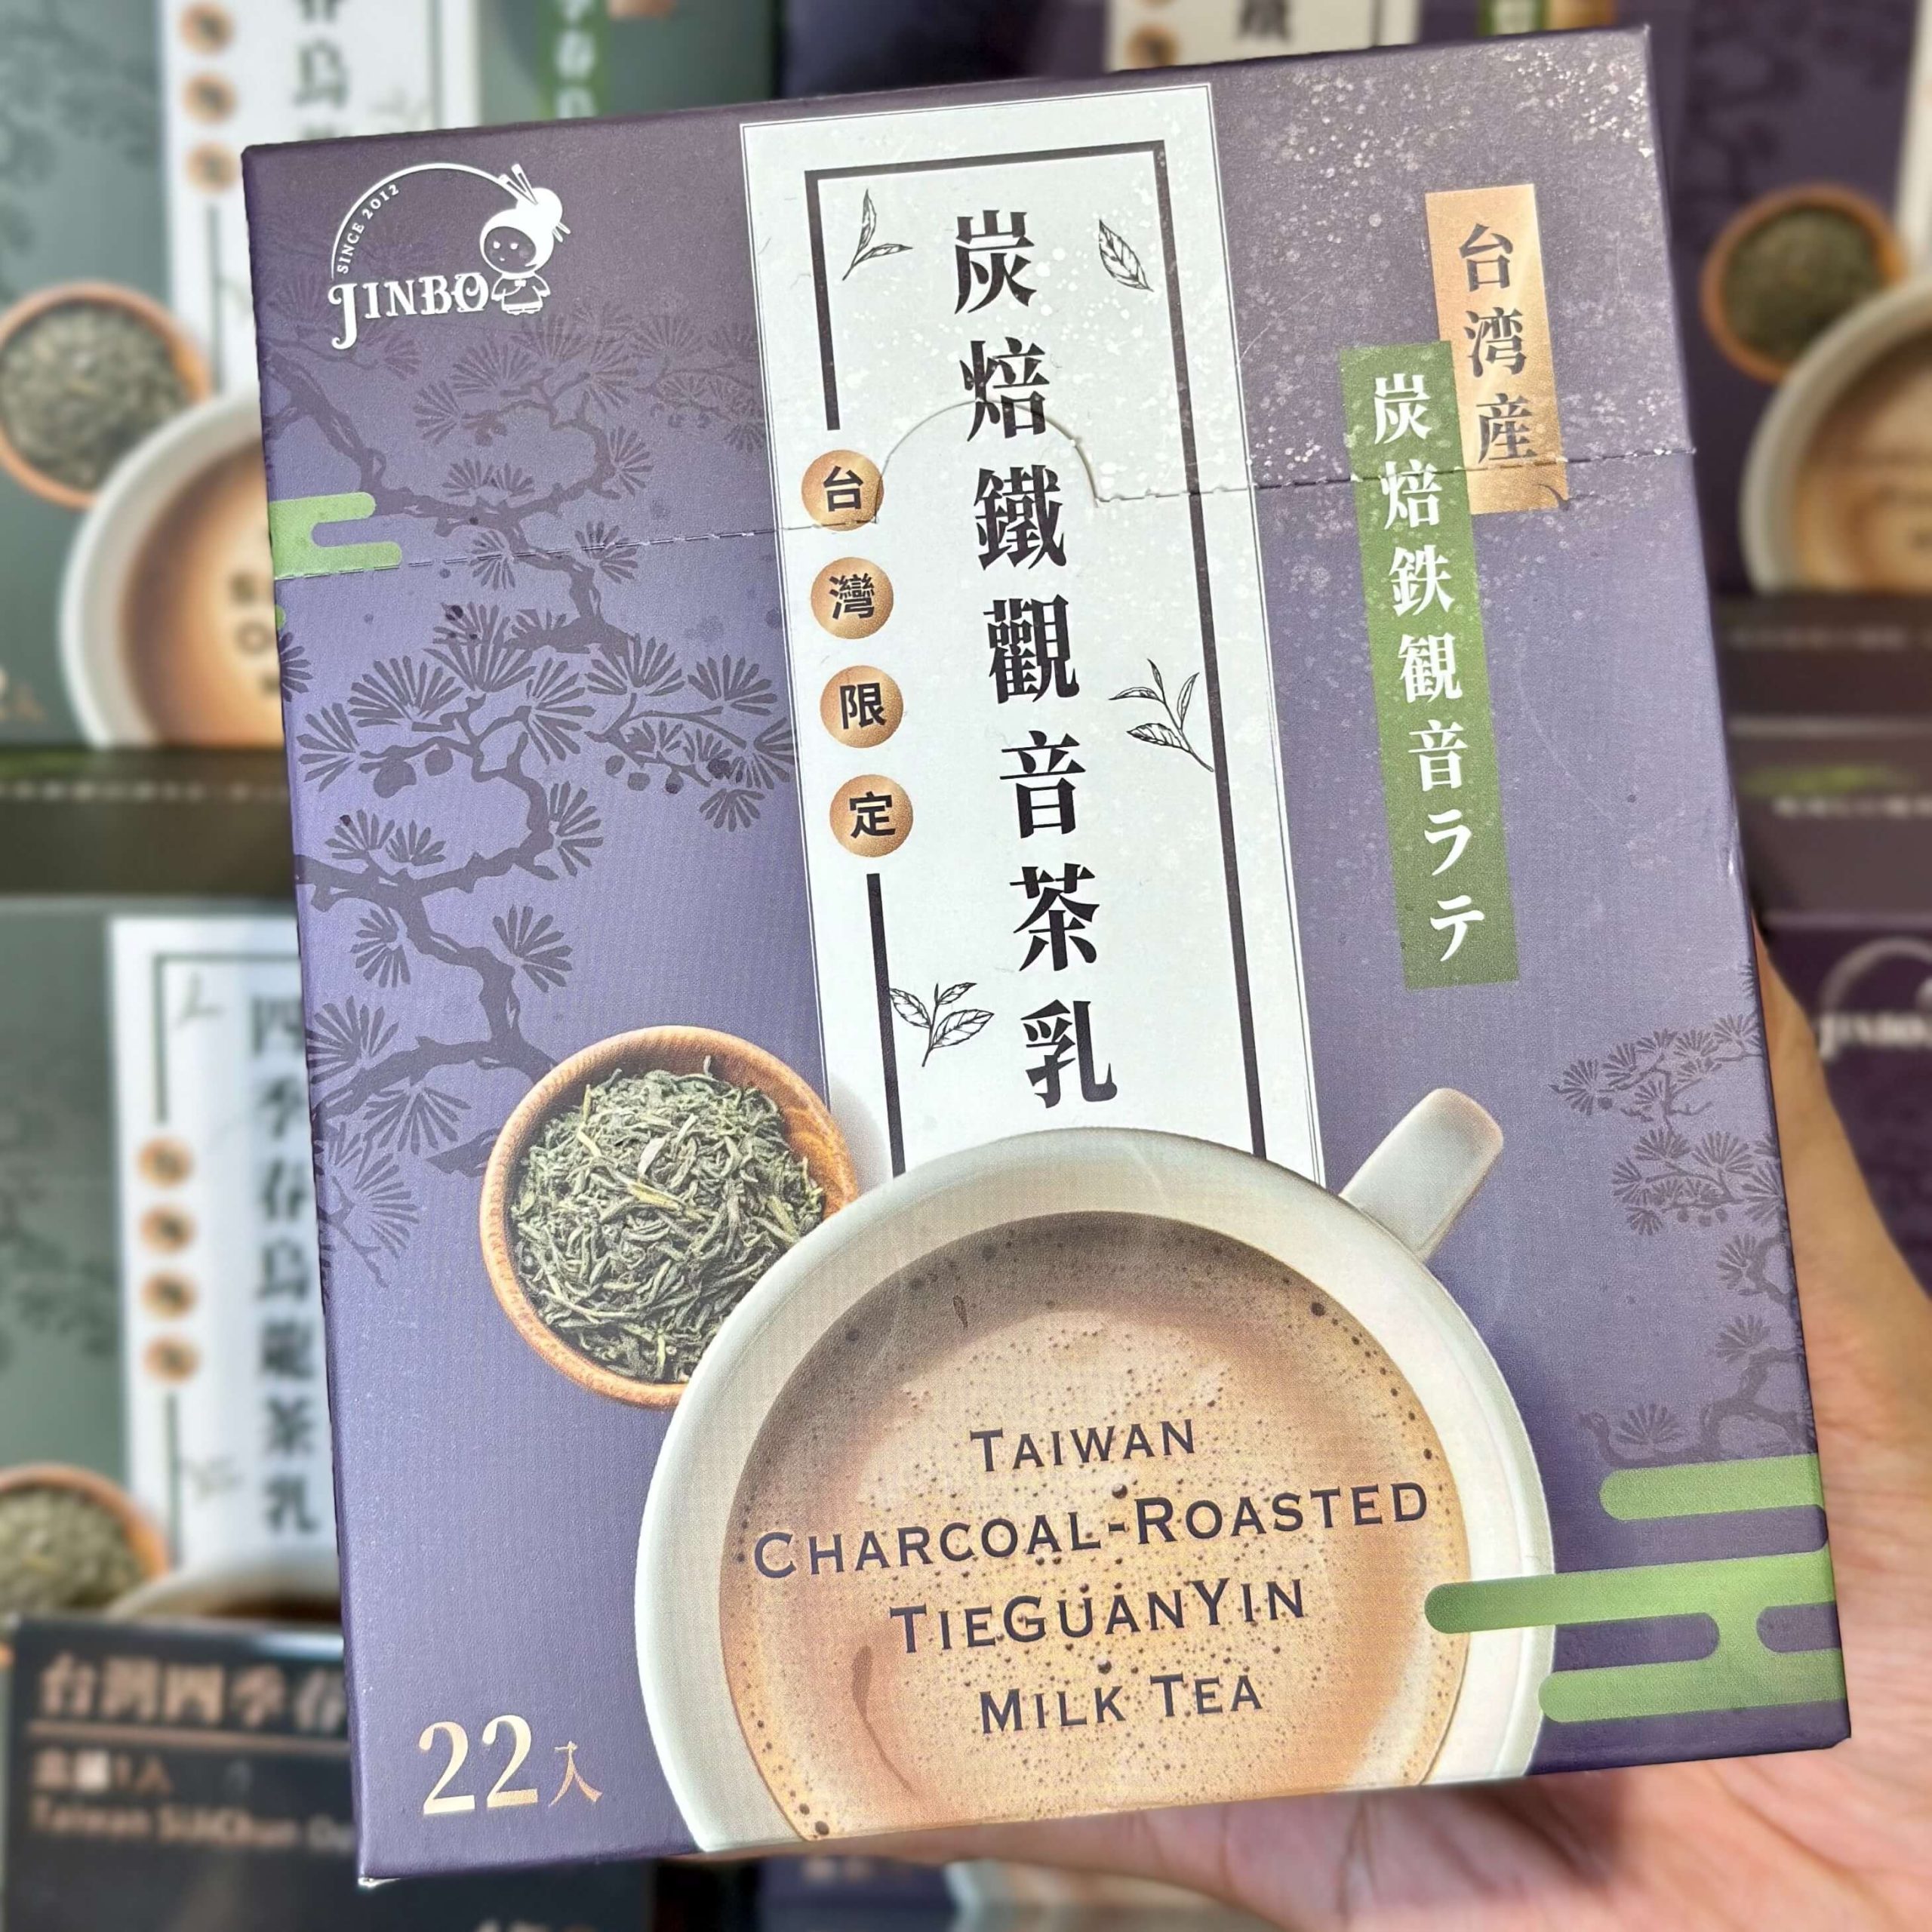 SINCE 2012
JINBO
炭焙鐵觀音茶乳
台灣限定
台湾産
炭焙鉄観音ラテ
TAIWAN
CHARCOAL-ROASTED
TIEGUANYIN
MILK TEA
22入
四季春烏龍茶乳
台灣四季春